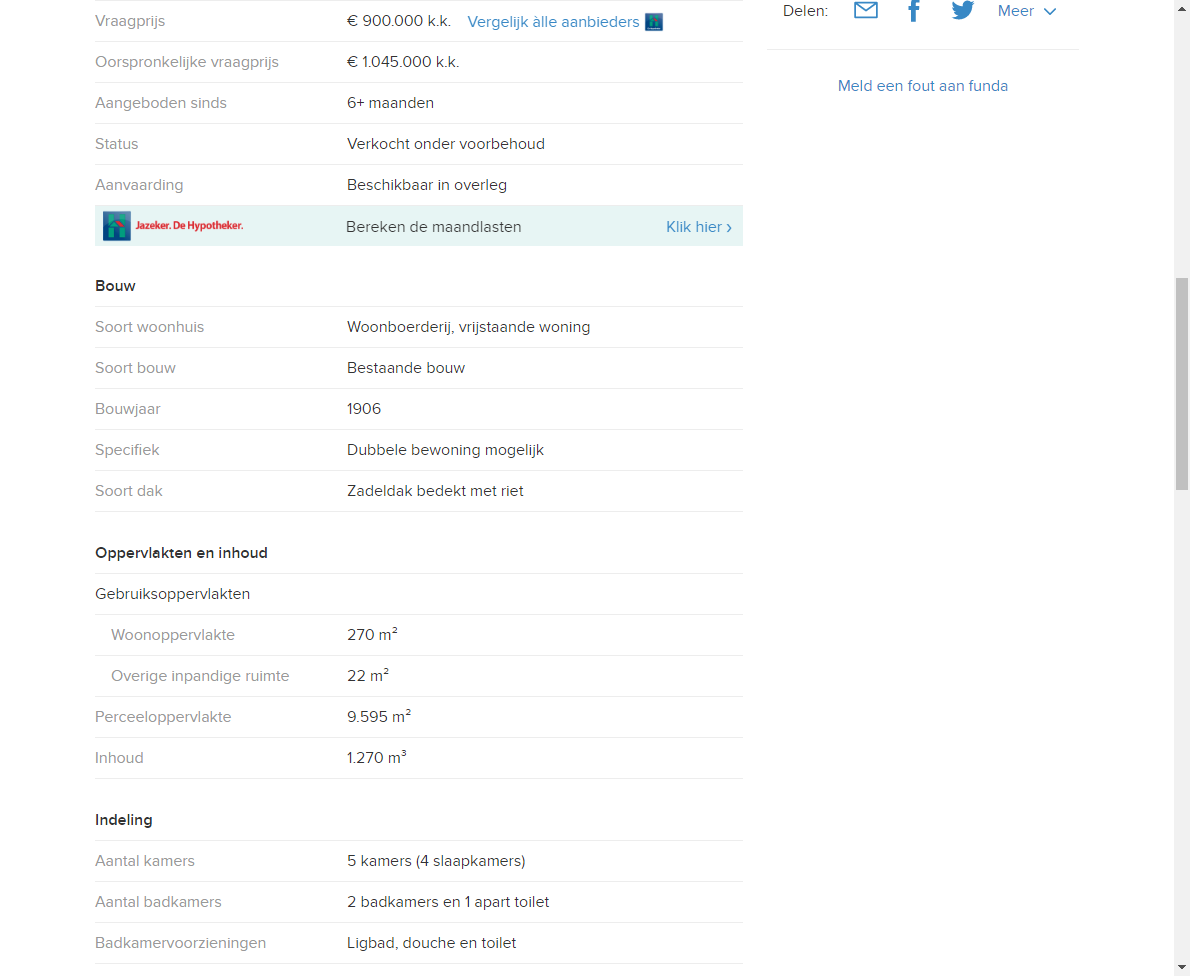 Vraagprijs € 900.000 k.k. Vergelijk àlle aanbieders
Oorspronkelijke vraagprijs € 1.045.000 k.k.
Aangeboden sinds 6+ maanden
Status Verkocht onder voorbehoud
Aanvaarding Beschikbaar in overleg
Jazeker. De Hypotheker. Bereken de maandlasten Klik hier ›
Bouw
Soort woonhuis Woonboerderij, vrijstaande woning
Soort bouw Bestaande bouw
Bouwjaar 1906
Specifiek Dubbele bewoning mogelijk
Soort dak Zadeldak bedekt met riet
Oppervlakten en inhoud
Gebruiksoppervlakten
Woonoppervlakte 270 m²
Overige inpandige ruimte 22 m²
Perceeloppervlakte 9.595 m²
Inhoud 1.270 m³
Indeling
Aantal kamers 5 kamers (4 slaapkamers)
Aantal badkamers 2 badkamers en 1 apart toilet
Badkamervoorzieningen Ligbad, douche en toilet
Delen: Meer
Meld een fout aan funda